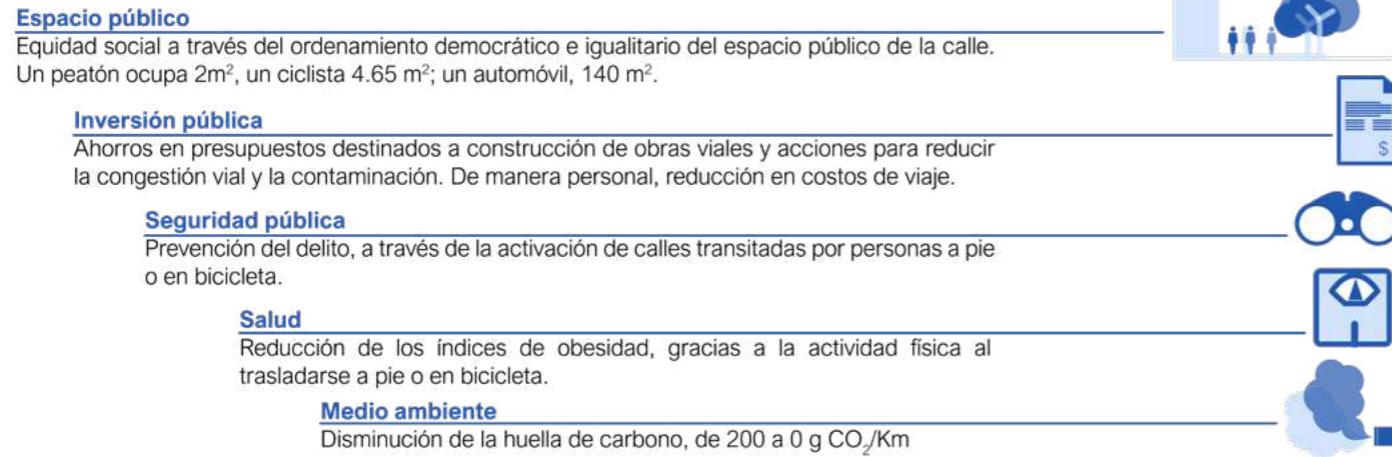 Espacio público
Equidad social a través del ordenamiento democrático e igualitario del espacio público de la calle.
Un peatón ocupa 2m², un ciclista 4.65 m²; un automóvil, 140 m².
Inversión pública
Ahorros en presupuestos destinados a construcción de obras viales y acciones para reducir
la congestión vial y la contaminación. De manera personal, reducción en costos de viaje.
$
Seguridad pública
Prevención del delito, a través de la activación de calles transitadas por personas a pie
o en bicicleta.
Salud
Reducción de los índices de obesidad, gracias a la actividad física al
trasladarse a pie o en bicicleta.
Medio ambiente
Disminución de la huella de carbono, de 200 a 0 g CO₂/Km